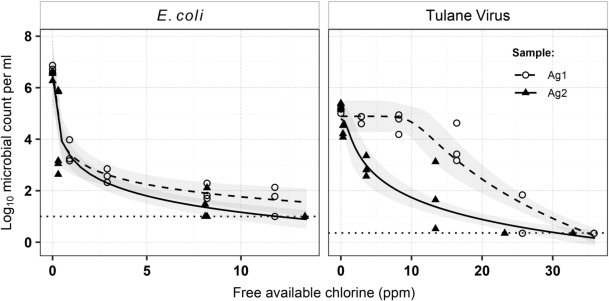 E. coli
Tulane Virus
Log10 microbial count per ml
8
6
4
2
0
Sample:
Ag1
Ag2
0
5
10
0
10
20
30
Free available chlorine (ppm)